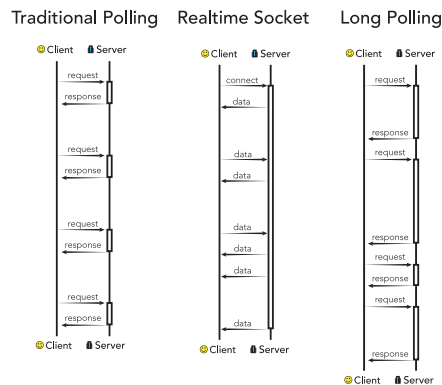 Traditional Polling
Client Server
request
response
request
response
request
response
request
response
Client Server
Realtime Socket
Client Server
connect
data
data
data
data
data
data
data
Client Server
Long Polling
Client Server
request
response
request
response
request
response
request
response
Client Server